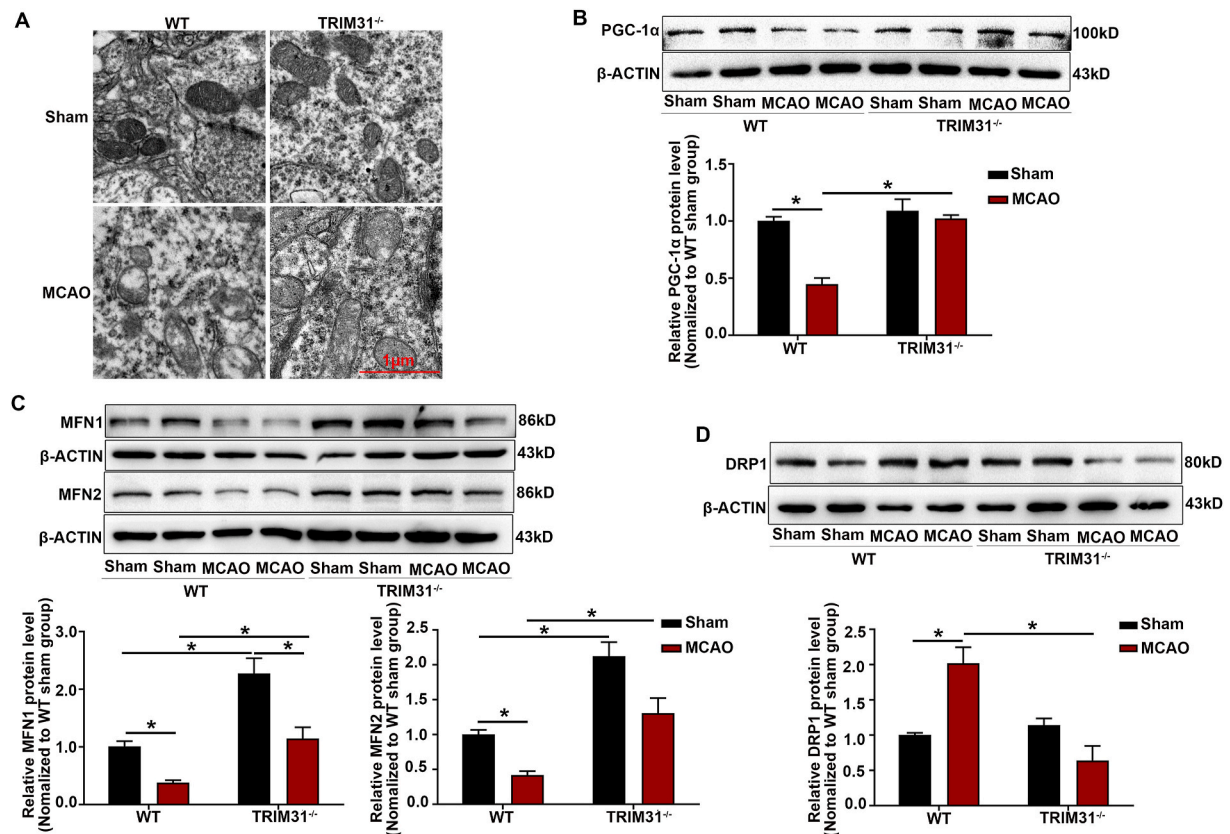 A
WT TRIM31-/-
Sham
MCAO
1μm
B
PGC-1α 100kD
β-ACTIN 43kD
Sham Sham MCAO MCAO Sham Sham MCAO MCAO
WT TRIM31-/-
Relative PGC-1α protein level
(Nomalized to WT sham group)
1.5
1.0
0.5
0.0
* *
Sham
MCAO
WT TRIM31-/-
C
MFN1 86kD
β-ACTIN 43kD
MFN2 86kD
β-ACTIN 43kD
Sham Sham MCAO MCAO Sham Sham MCAO MCAO
WT TRIM31-/-
Relative MFN1 protein level
(Nomalized to WT sham group)
3.0
2.0
1.0
0.0
* * * *
WT TRIM31-/-
Relative MFN2 protein level
(Nomalized to WT sham group)
2.5
2.0
1.5
1.0
0.5
0.0
* * *
Sham
MCAO
WT TRIM31-/-
D
DRP1 80kD
β-ACTIN 43kD
Sham Sham MCAO MCAO Sham Sham MCAO MCAO
WT TRIM31-/-
Relative DRP1 protein level
(Nomalized to WT sham group)
2.5
2.0
1.5
1.0
0.5
0.0
* *
Sham
MCAO
WT TRIM31-/-